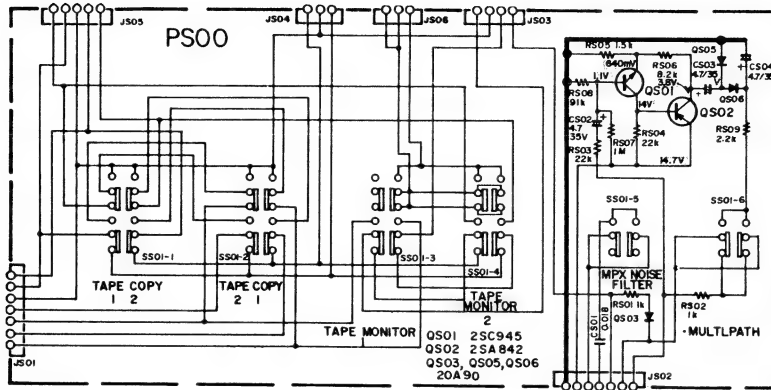 JS05
JS04
JS06
JS03
PS00
RS05 1.5k
640mV
QS05
RS06
8.2k
3.8V
CS03
4.7/35
CS04
4.7/35
1.1V
RS08
91k
QS01
14V
QS06
QS02
CS02
4.7
35V
RS03
22k
RS07
1M
RS04
22k
14.7V
RS09
2.2k
SS01-1
SS01-2
SS01-3
SS01-4
SS01-5
SS01-6
TAPE COPY
1 2
TAPE COPY
2 1
TAPE MONITOR
TAPE
MONITOR
2
MPX NOISE
FILTER
RS01 1k
QS03
CS01
0.018
RS02
1k
MULTLPATH
QS01 2SC945
QS02 2SA842
QS03, QS05, QS06
20A90
JS01
JS02